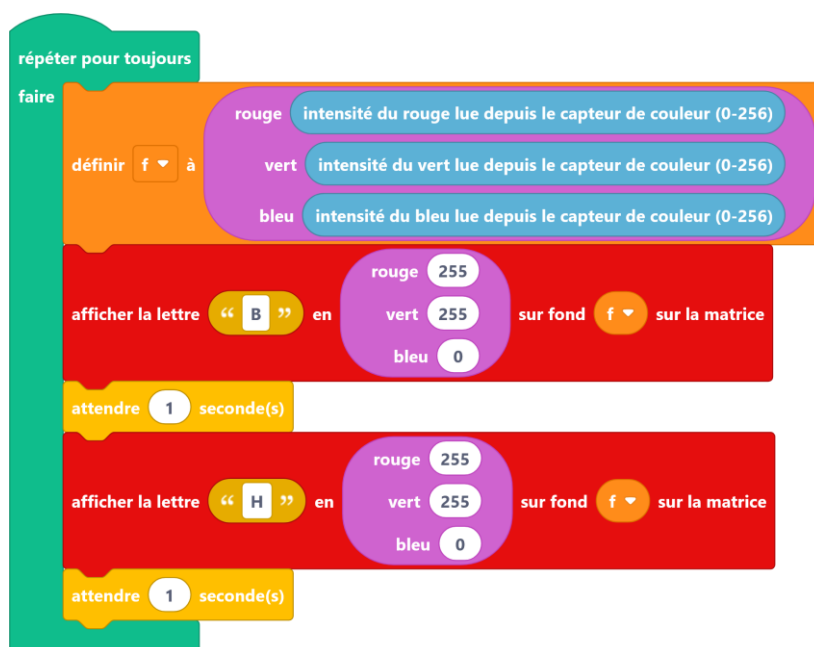 répéter pour toujours
faire
définir f à
rouge intensité du rouge lue depuis le capteur de couleur (0-256)
vert intensité du vert lue depuis le capteur de couleur (0-256)
bleu intensité du bleu lue depuis le capteur de couleur (0-256)
afficher la lettre “ B ” en
rouge 255
vert 255
bleu 0
sur fond f sur la matrice
attendre 1 seconde(s)
afficher la lettre “ H ” en
rouge 255
vert 255
bleu 0
sur fond f sur la matrice
attendre 1 seconde(s)